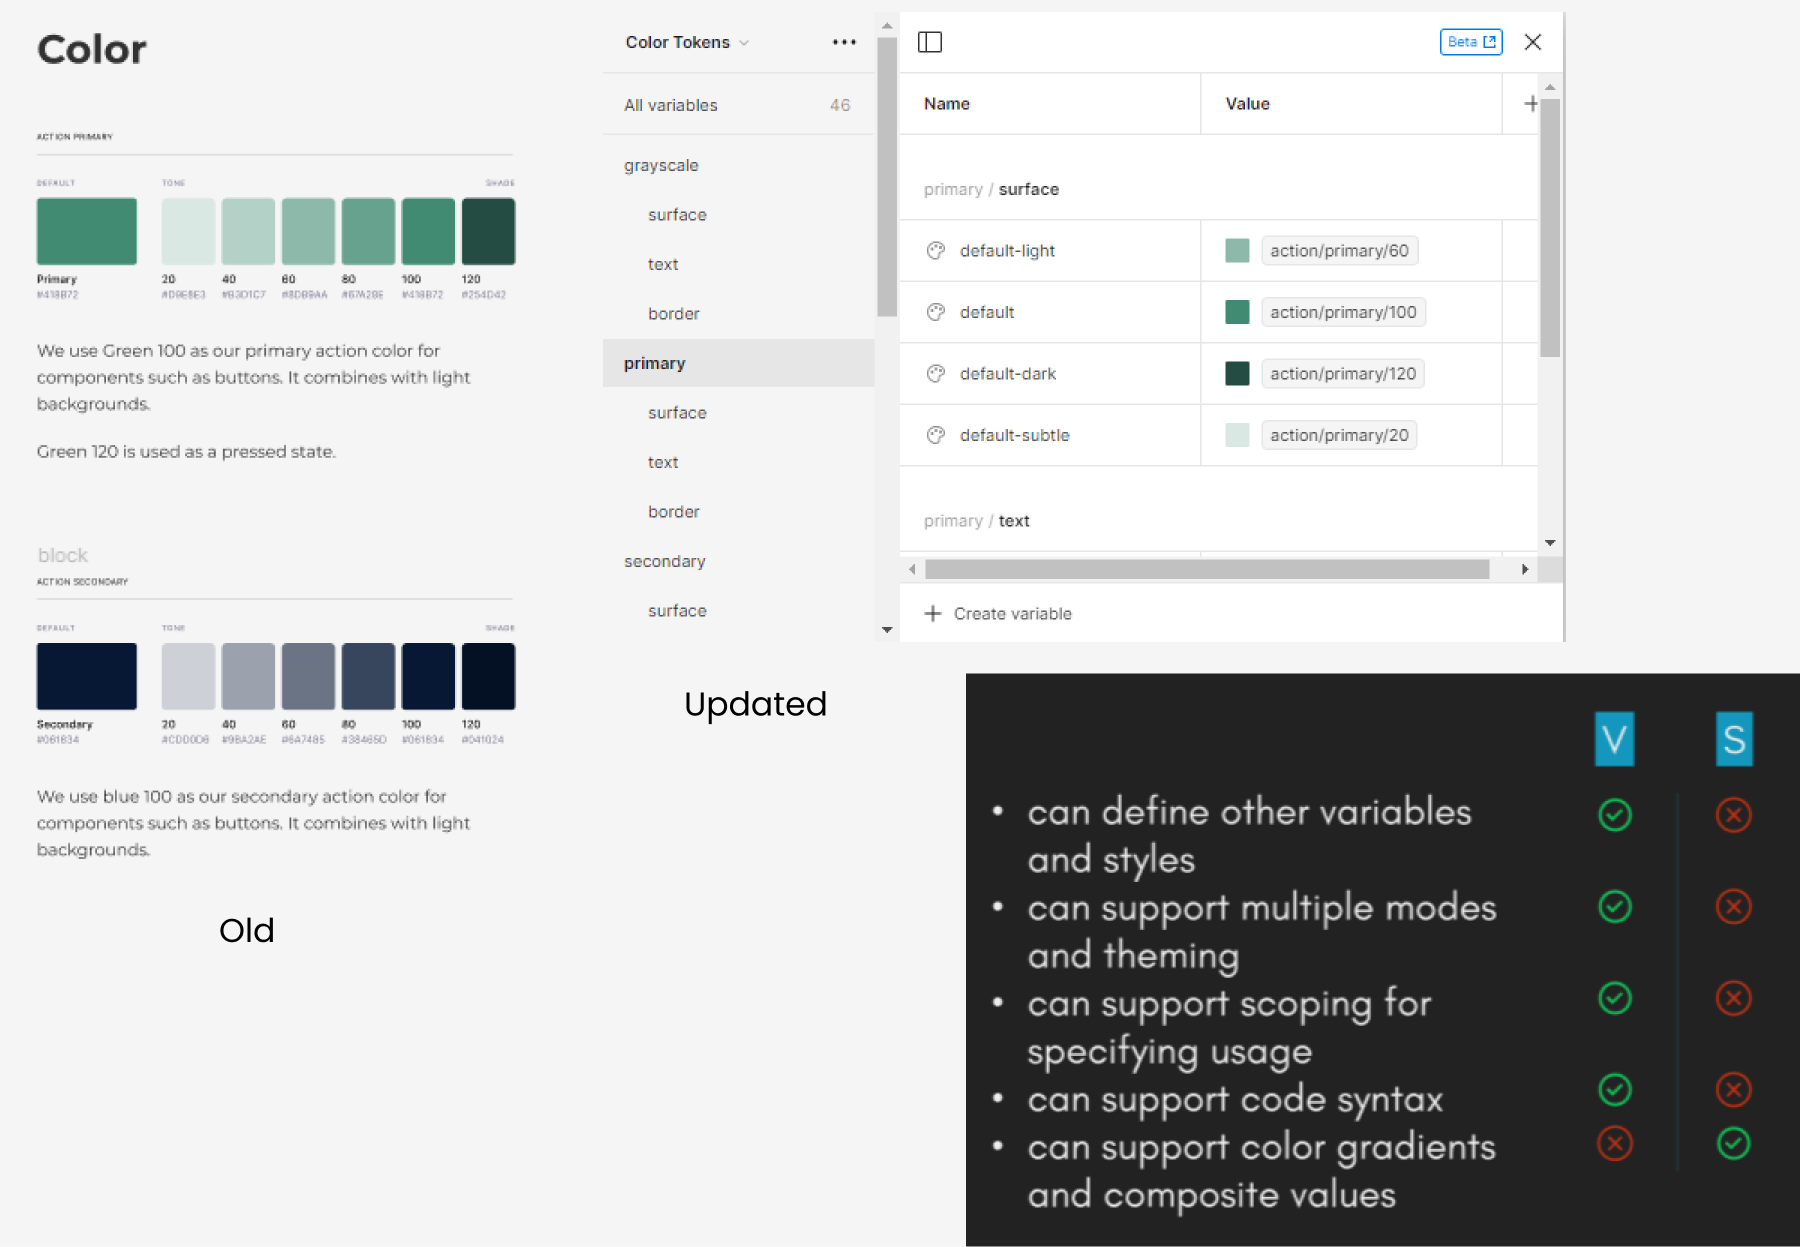 Color
ACTION PRIMARY
DEFAULT TONE SHADE
Primary 20 40 60 80 100 120
#418B72 #D9E8E3 #B3D1C7 #8DB9AA #67A28E #418B72 #254D42
We use Green 100 as our primary action color for
components such as buttons. It combines with light
backgrounds.
Green 120 is used as a pressed state.
block
ACTION SECONDARY
DEFAULT TONE SHADE
Secondary 20 40 60 80 100 120
#061834 #CDD0D6 #9BA2AE #6A7485 #38465D #061834 #041024
We use blue 100 as our secondary action color for
components such as buttons. It combines with light
backgrounds.
Old
Color Tokens
All variables 46
grayscale
surface
text
border
primary
surface
text
border
secondary
surface
Beta
Name Value
primary / surface
default-light action/primary/60
default action/primary/100
default-dark action/primary/120
default-subtle action/primary/20
primary / text
Create variable
Updated
V S
• can define other variables
and styles
• can support multiple modes
and theming
• can support scoping for
specifying usage
• can support code syntax
• can support color gradients
and composite values